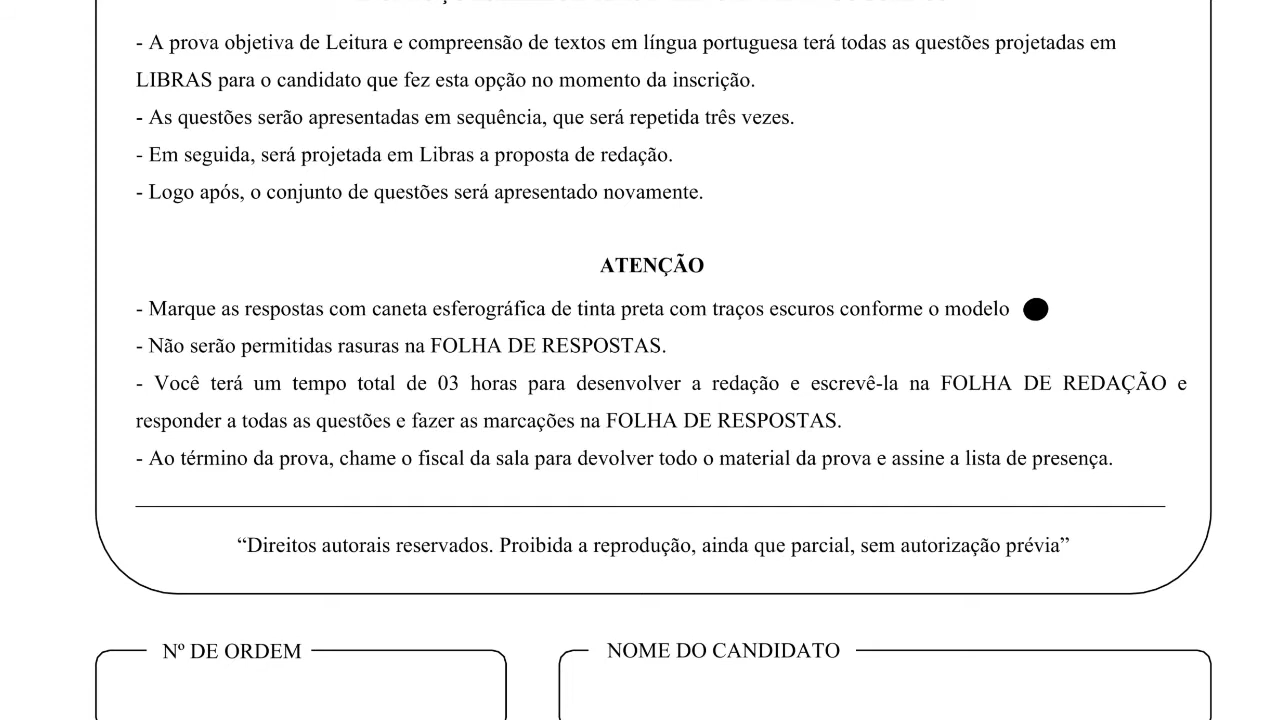 - A prova objetiva de Leitura e compreensão de textos em língua portuguesa terá todas as questões projetadas em
LIBRAS para o candidato que fez esta opção no momento da inscrição.
- As questões serão apresentadas em sequência, que será repetida três vezes.
- Em seguida, será projetada em Libras a proposta de redação.
- Logo após, o conjunto de questões será apresentado novamente.
ATENÇÃO
- Marque as respostas com caneta esferográfica de tinta preta com traços escuros conforme o modelo
- Não serão permitidas rasuras na FOLHA DE RESPOSTAS.
- Você terá um tempo total de 03 horas para desenvolver a redação e escrevê-la na FOLHA DE REDAÇÃO e
responder a todas as questões e fazer as marcações na FOLHA DE RESPOSTAS.
- Ao término da prova, chame o fiscal da sala para devolver todo o material da prova e assine a lista de presença.
“Direitos autorais reservados. Proibida a reprodução, ainda que parcial, sem autorização prévia”
Nº DE ORDEM
NOME DO CANDIDATO